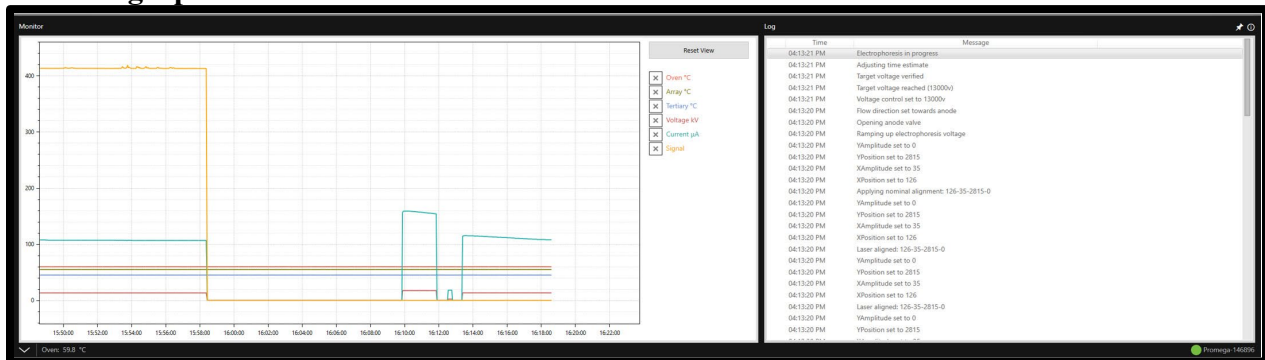 Monitor
Reset View
Oven °C
Array °C
Tertiary °C
Voltage kV
Current µA
Signal
400
300
200
100
0
15:50:00 15:52:00 15:54:00 15:56:00 15:58:00 16:00:00 16:02:00 16:04:00 16:06:00 16:08:00 16:10:00 16:12:00 16:14:00 16:16:00 16:18:00 16:20:00 16:22:00
Oven: 59.8 °C
Log
Time Message
04:13:21 PM Electrophoresis in progress
04:13:21 PM Adjusting time estimate
04:13:21 PM Target voltage verified
04:13:21 PM Target voltage reached (13000v)
04:13:21 PM Voltage control set to 13000v
04:13:20 PM Flow direction set towards anode
04:13:20 PM Opening anode valve
04:13:20 PM Ramping up electrophoresis voltage
04:13:20 PM YAmplitude set to 0
04:13:20 PM YPosition set to 2815
04:13:20 PM XAmplitude set to 35
04:13:20 PM XPosition set to 126
04:13:20 PM Applying nominal alignment: 126-35-2815-0
04:13:20 PM YAmplitude set to 0
04:13:20 PM YPosition set to 2815
04:13:20 PM XAmplitude set to 35
04:13:20 PM XPosition set to 126
04:13:20 PM Laser aligned: 126-35-2815-0
04:13:20 PM YAmplitude set to 0
04:13:20 PM YPosition set to 2815
04:13:20 PM XAmplitude set to 35
04:13:20 PM XPosition set to 126
04:13:20 PM Laser aligned: 126-35-2815-0
04:13:20 PM YAmplitude set to 0
04:13:20 PM YPosition set to 2815
Promega-146896